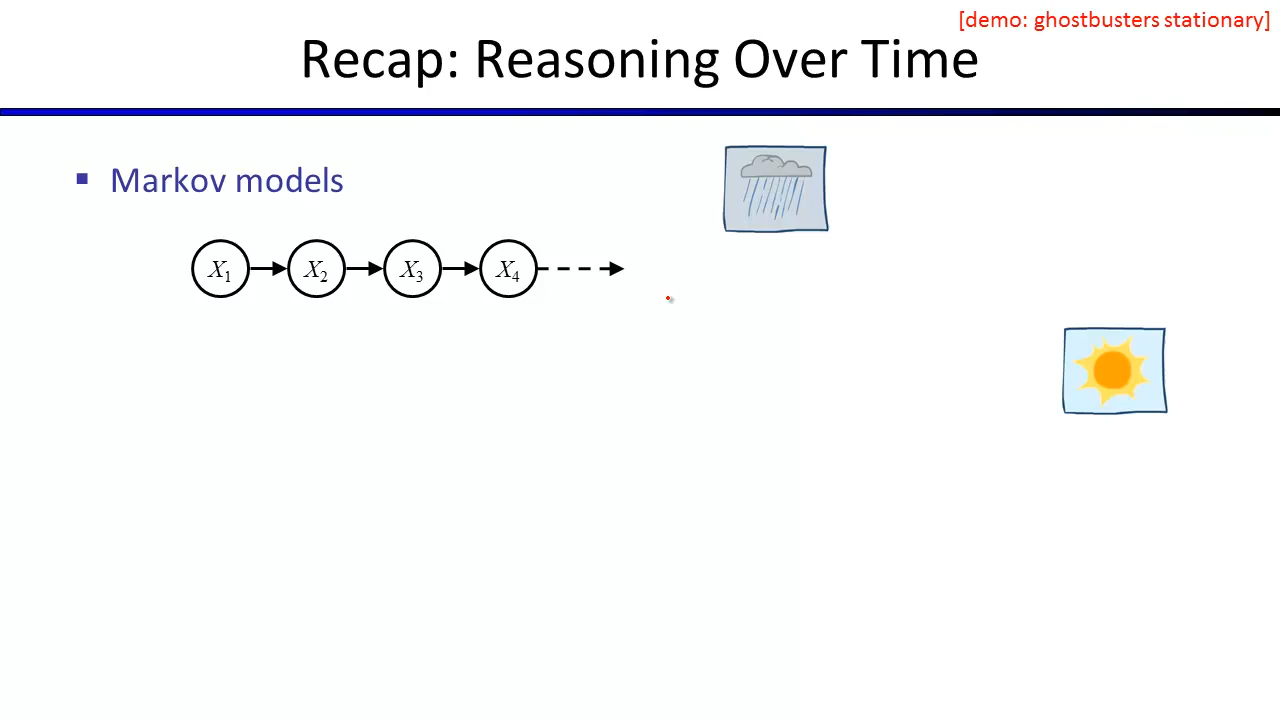 [demo: ghostbusters stationary]
Recap: Reasoning Over Time
▪ Markov models
X₁ X₂ X₃ X₄